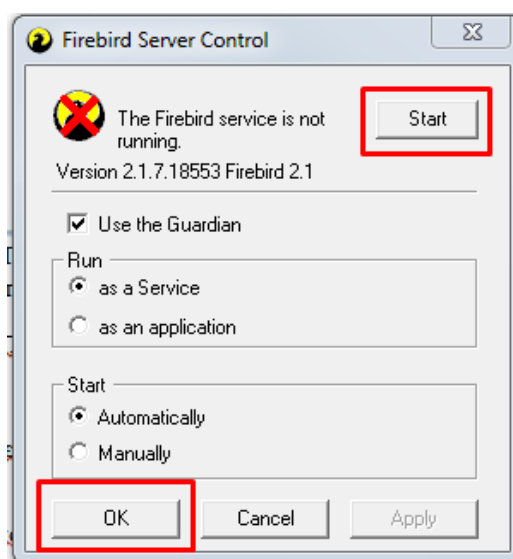 Firebird Server Control
The Firebird service is not
running.
Start
Version 2.1.7.18553 Firebird 2.1
Use the Guardian
Run
as a Service
as an application
Start
Automatically
Manually
OK Cancel Apply